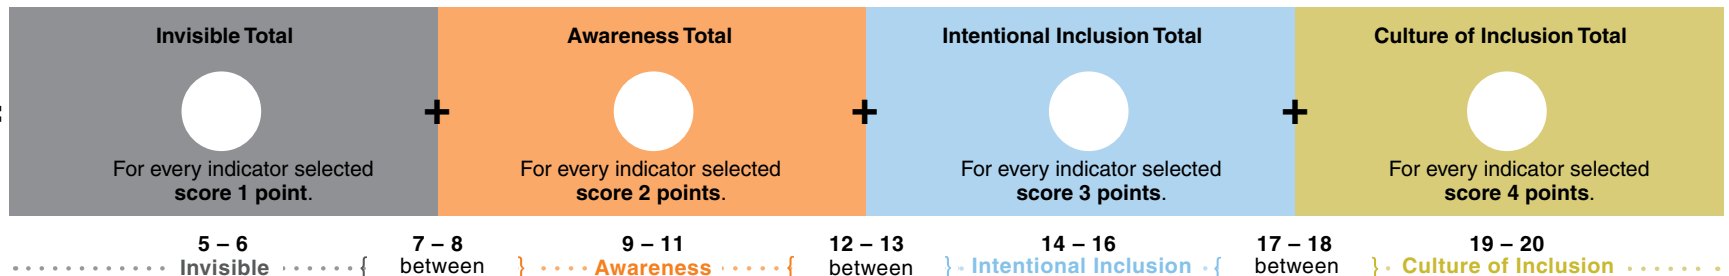 Invisible Total
Awareness Total
Intentional Inclusion Total
Culture of Inclusion Total
+
+
+
For every indicator selected
score 1 point.
For every indicator selected
score 2 points.
For every indicator selected
score 3 points.
For every indicator selected
score 4 points.
5 – 6
7 – 8
9 – 11
12 – 13
14 – 16
17 – 18
19 – 20
Invisible {
between
} Awareness {
between
} Intentional Inclusion {
between
} Culture of Inclusion